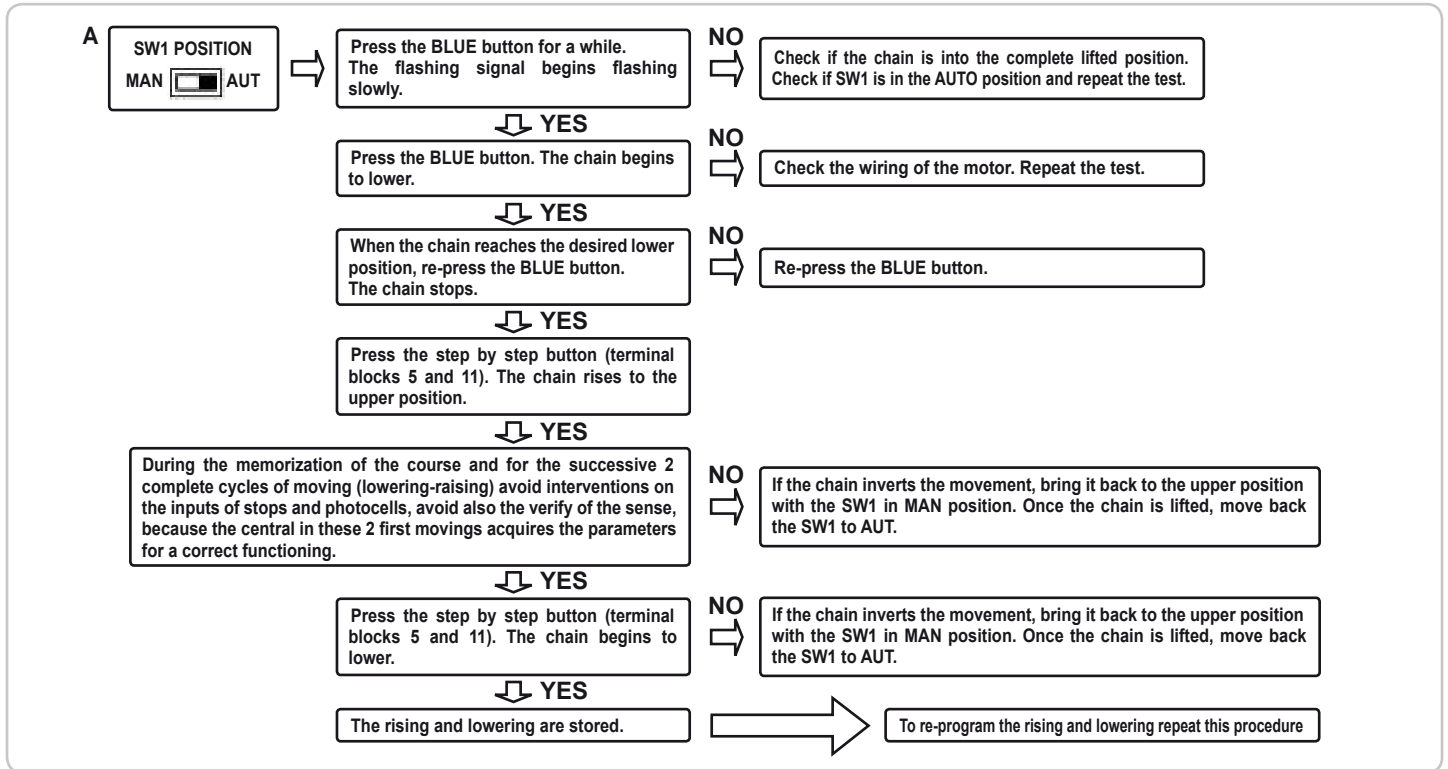 A
SW1 POSITION
MAN AUT
Press the BLUE button for a while.
The flashing signal begins flashing
slowly.
NO
Check if the chain is into the complete lifted position.
Check if SW1 is in the AUTO position and repeat the test.
YES
Press the BLUE button. The chain begins
to lower.
NO
Check the wiring of the motor. Repeat the test.
YES
When the chain reaches the desired lower
position, re-press the BLUE button.
The chain stops.
NO
Re-press the BLUE button.
YES
Press the step by step button (terminal
blocks 5 and 11). The chain rises to the
upper position.
YES
During the memorization of the course and for the successive 2
complete cycles of moving (lowering-raising) avoid interventions on
the inputs of stops and photocells, avoid also the verify of the sense,
because the central in these 2 first movings acquires the parameters
for a correct functioning.
NO
If the chain inverts the movement, bring it back to the upper position
with the SW1 in MAN position. Once the chain is lifted, move back
the SW1 to AUT.
YES
Press the step by step button (terminal
blocks 5 and 11). The chain begins to
lower.
NO
If the chain inverts the movement, bring it back to the upper position
with the SW1 in MAN position. Once the chain is lifted, move back
the SW1 to AUT.
YES
The rising and lowering are stored.
To re-program the rising and lowering repeat this procedure